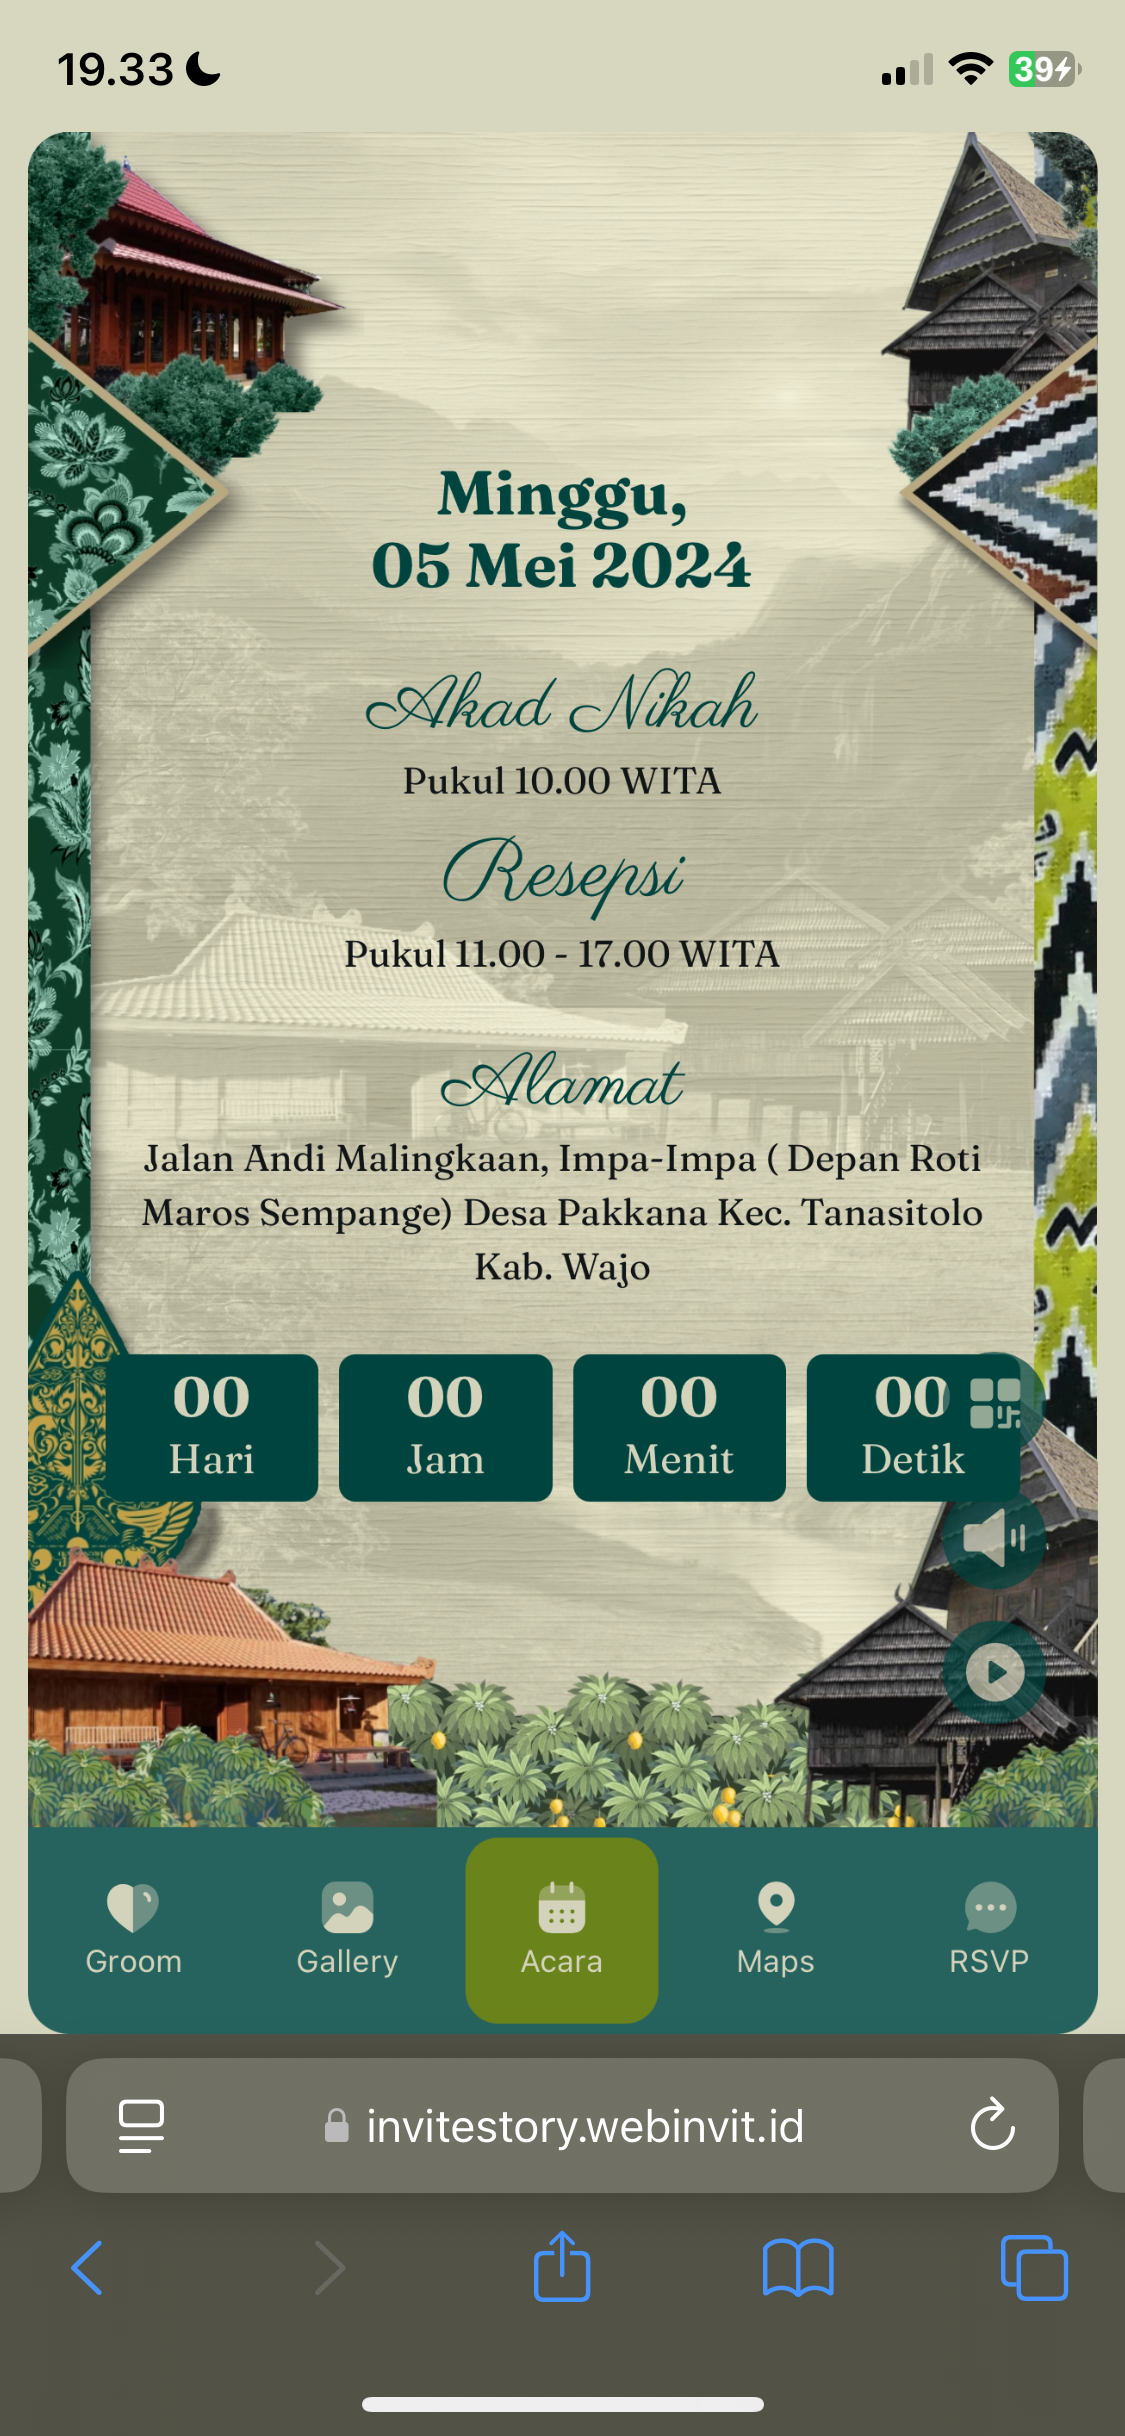 19.33
39
Minggu,
05 Mei 2024
Akad Nikah
Pukul 10.00 WITA
Resepsi
Pukul 11.00 - 17.00 WITA
Alamat
Jalan Andi Malingkaan, Impa-Impa ( Depan Roti
Maros Sempange) Desa Pakkana Kec. Tanasitolo
Kab. Wajo
00 00 00 00
Hari Jam Menit Detik
Groom Gallery Acara Maps RSVP
invitestory.webinvit.id